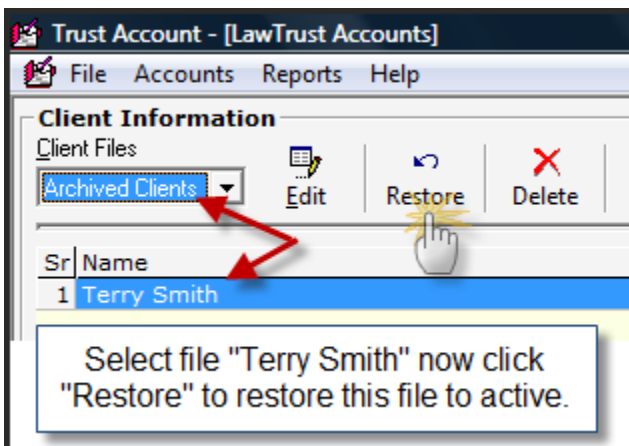 Trust Account - [LawTrust Accounts]
File Accounts Reports Help
Client Information
Client Files
Archived Clients
Edit Restore Delete
Sr Name
1 Terry Smith
Select file "Terry Smith" now click
"Restore" to restore this file to active.